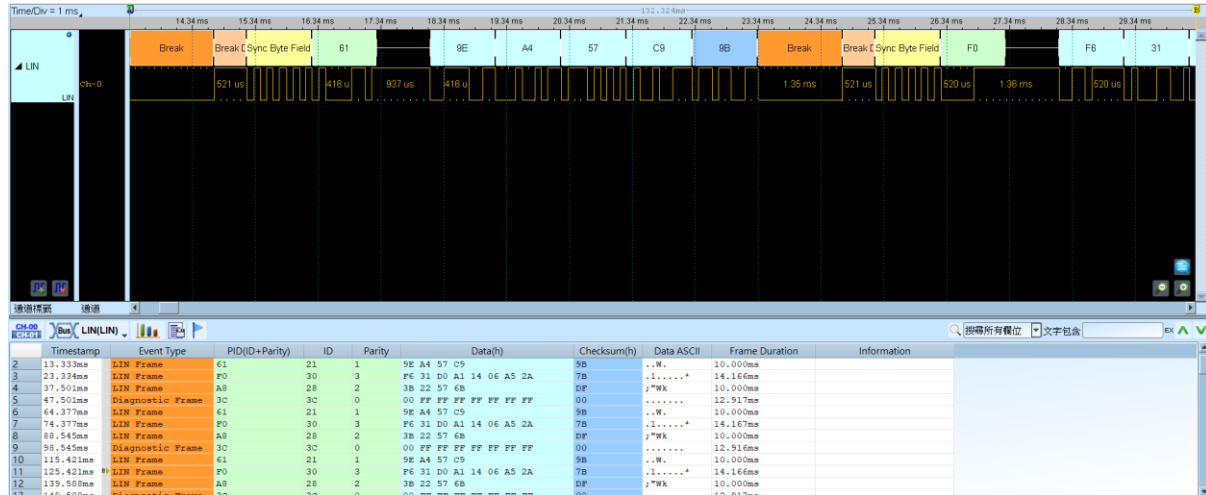 Time/Div = 1 ms
132.324ms
14.34 ms 15.34 ms 16.34 ms 17.34 ms 18.34 ms 19.34 ms 20.34 ms 21.34 ms 22.34 ms 23.34 ms 24.34 ms 25.34 ms 26.34 ms 27.34 ms 28.34 ms 29.34 ms
Break Break D Sync Byte Field 61 9E A4 57 C9 9B Break Break D Sync Byte Field F0 F6 31
LIN
Ch-0 521 us 416 u 937 us 416 u 1.35 ms 521 us 520 us 1.36 ms 520 us
LIN
通道標籤 通道
CH-00 CH-01 Bus LIN(LIN) 搜尋所有欄位 文字包含 EX
Timestamp Event Type PID(ID+Parity) ID Parity Data(h) Checksum(h) Data ASCII Frame Duration Information
2 13.333ms LIN Frame 61 21 1 9E A4 57 C9 9B ..W. 10.000ms
3 23.334ms LIN Frame F0 30 3 F6 31 D0 A1 14 06 A5 2A 7B .1.....* 14.166ms
4 37.501ms LIN Frame A8 28 2 3B 22 57 6B DF ;"Wk 10.000ms
5 47.501ms Diagnostic Frame 3C 3C 0 00 FF FF FF FF FF FF FF 00 ....... 12.917ms
6 64.377ms LIN Frame 61 21 1 9E A4 57 C9 9B ..W. 10.000ms
7 74.377ms LIN Frame F0 30 3 F6 31 D0 A1 14 06 A5 2A 7B .1.....* 14.167ms
8 88.545ms LIN Frame A8 28 2 3B 22 57 6B DF ;"Wk 10.000ms
9 98.545ms Diagnostic Frame 3C 3C 0 00 FF FF FF FF FF FF FF 00 ....... 12.916ms
10 115.421ms LIN Frame 61 21 1 9E A4 57 C9 9B ..W. 10.000ms
11 125.421ms LIN Frame F0 30 3 F6 31 D0 A1 14 06 A5 2A 7B .1.....* 14.166ms
12 139.588ms LIN Frame A8 28 2 3B 22 57 6B DF ;"Wk 10.000ms